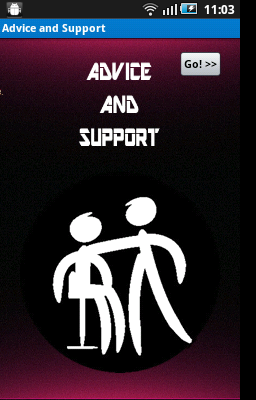 11:03
Advice and Support
Go! >>
ADVICE
AND
SUPPORT